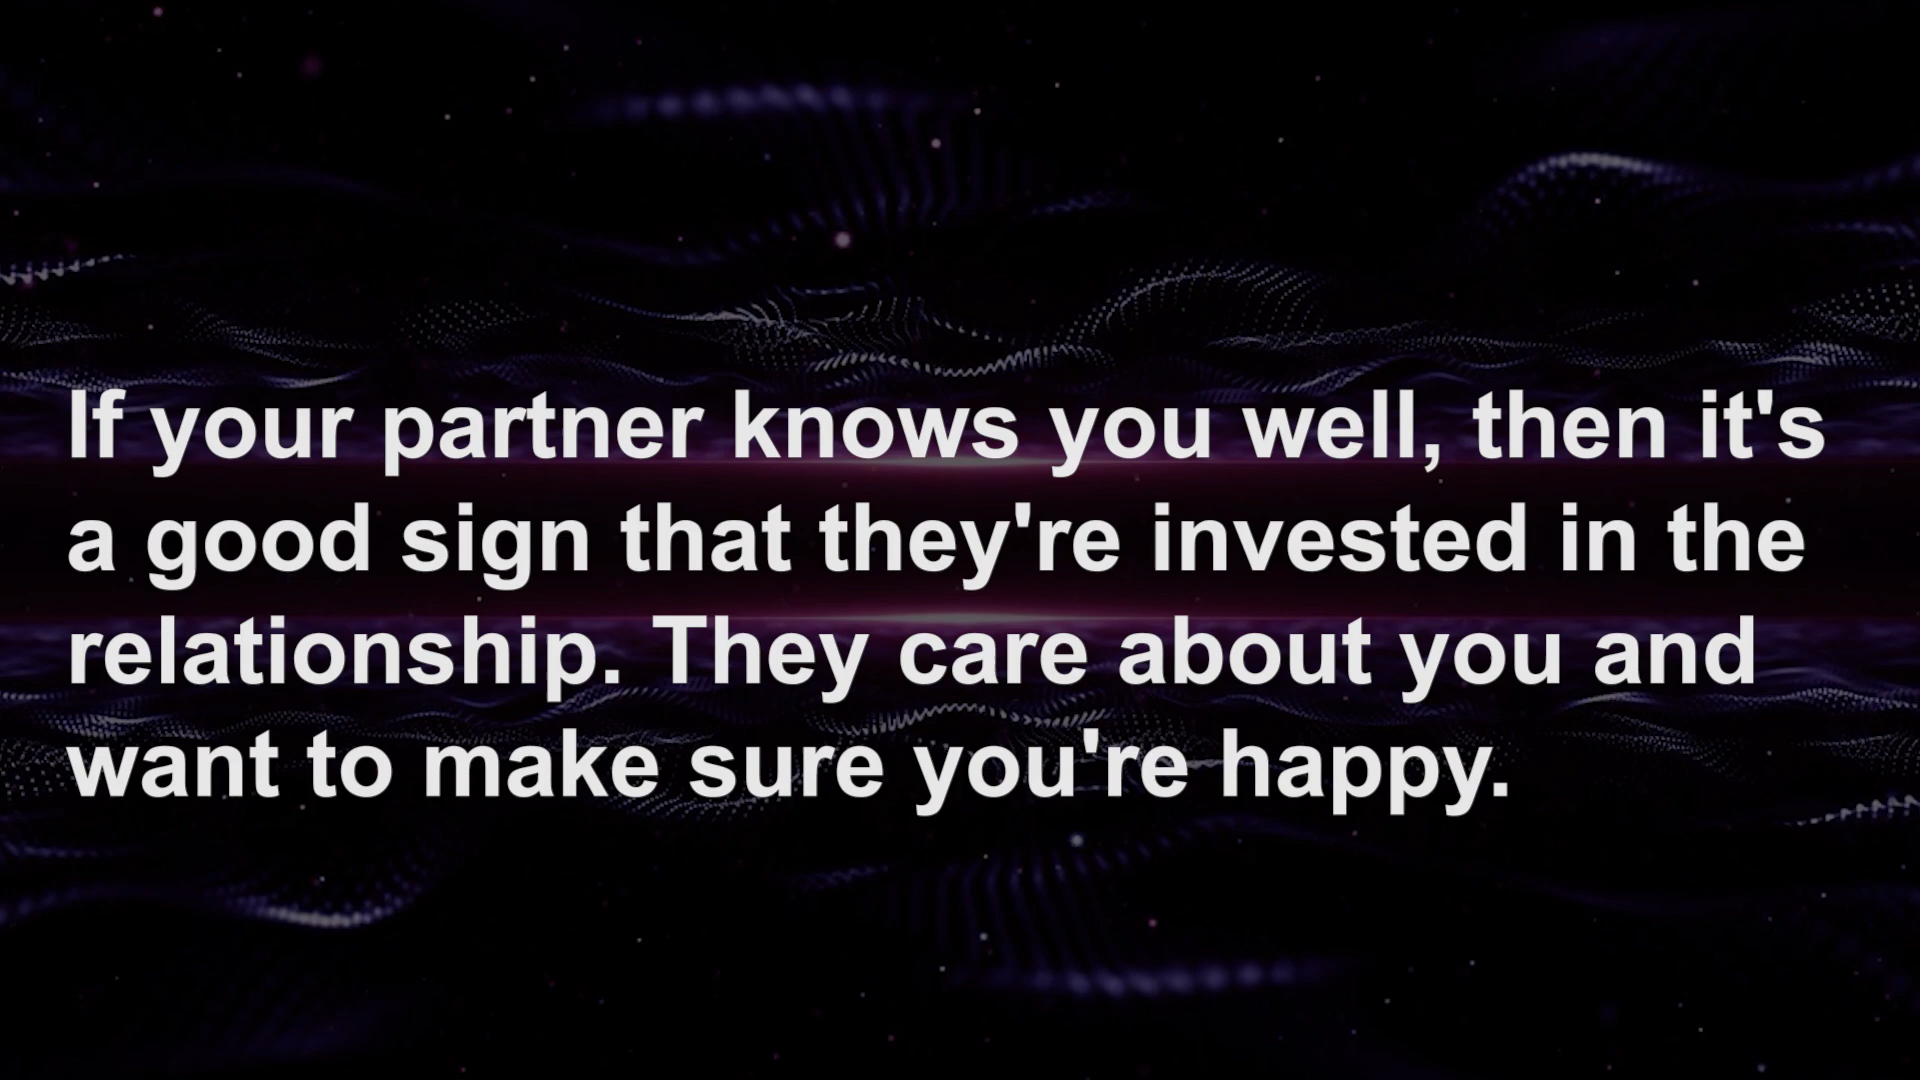 If your partner knows you well, then it's
a good sign that they're invested in the
relationship. They care about you and
want to make sure you're happy.